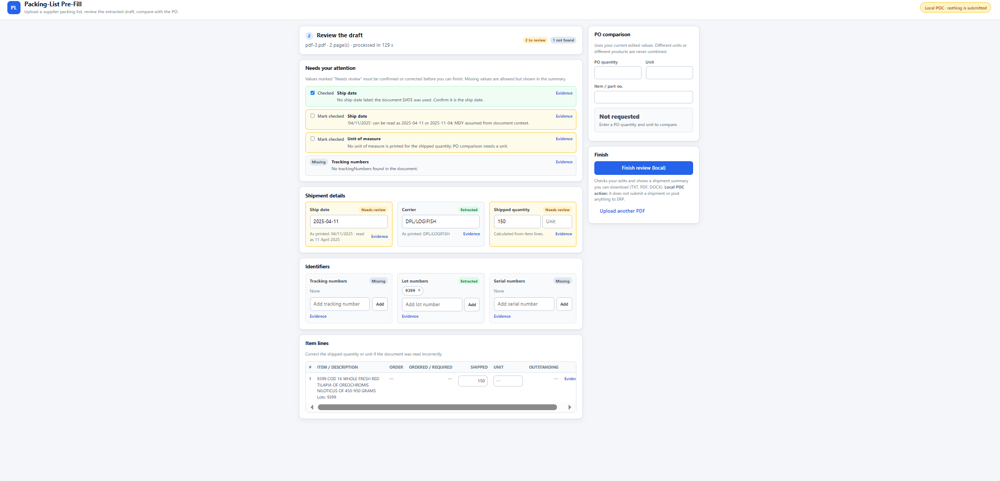 PL
Packing-List Pre-Fill
Upload a supplier packing list, review the extracted draft, compare with the PO.
Local POC · nothing is submitted
2 Review the draft
pdf-3.pdf · 2 page(s) · processed in 129 s
2 to review 1 not found
Needs your attention
Values marked "Needs review" must be confirmed or corrected before you can finish. Missing values are allowed but shown in the summary.
Checked Ship date Evidence
No ship-date label; the document DATE was used. Confirm it is the ship date.
Mark checked Ship date Evidence
'04/11/2025' can be read as 2025-04-11 or 2025-11-04; MDY assumed from document context.
Mark checked Unit of measure Evidence
No unit of measure is printed for the shipped quantity; PO comparison needs a unit.
Missing Tracking numbers Evidence
No trackingNumbers found in the document.
Shipment details
Ship date Needs review
2025-04-11
As printed: 04/11/2025 · read
as 11 April 2025
Evidence
Carrier Extracted
DPL/LOGIFISH
As printed: DPL/LOGIFISH Evidence
Shipped quantity Needs review
150 Unit
Calculated from item lines. Evidence
Identifiers
Tracking numbers Missing
None
Add tracking number Add
Evidence
Lot numbers Extracted
9399 x
Add lot number Add
Evidence
Serial numbers Missing
None
Add serial number Add
Evidence
Item lines
Correct the shipped quantity or unit if the document was read incorrectly.
# ITEM / DESCRIPTION ORDER ORDERED / REQUIRED SHIPPED UNIT OUTSTANDING
1 9399 COD 16 WHOLE FRESH RED — — 150 — — Eviden
TILAPIA OF OREOCHROMIS
NILOTICUS OF 450-950 GRAMS
Lots: 9399
PO comparison
Uses your current edited values. Different units or
different products are never combined.
PO quantity Unit
Item / part no.
Not requested
Enter a PO quantity and unit to compare.
Finish
Finish review (local)
Checks your edits and shows a shipment summary
you can download (TXT, PDF, DOCX). Local POC
action: it does not submit a shipment or post
anything to ERP.
Upload another PDF